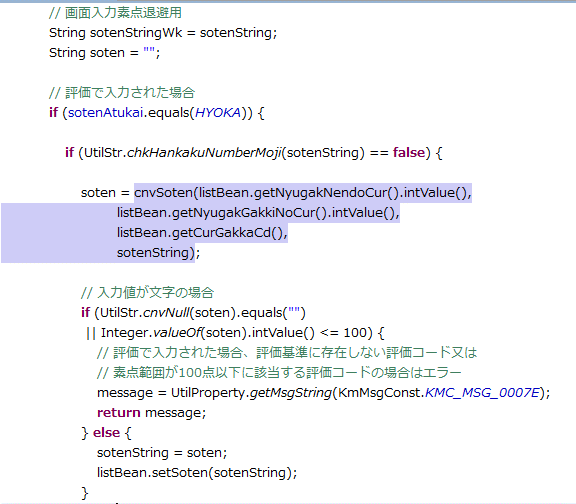 // 画面入力素点退避用
String sotenStringWk = sotenString;
String soten = "";
// 評価で入力された場合
if (sotenAtukai.equals(HYOKA)) {
if (UtilStr.chkHankakuNumberMoji(sotenString) == false) {
soten = cnvSoten(listBean.getNyugakNendoCur().intValue(),
listBean.getNyugakGakkiNoCur().intValue(),
listBean.getCurGakkaCd(),
sotenString);
// 入力値が文字の場合
if (UtilStr.cnvNull(soten).equals("")
|| Integer.valueOf(soten).intValue() <= 100) {
// 評価で入力された場合、評価基準に存在しない評価コード又は
// 素点範囲が100点以下に該当する評価コードの場合はエラー
message = UtilProperty.getMsgString(KmMsgConst.KMC_MSG_0007E);
return message;
} else {
sotenString = soten;
listBean.setSoten(sotenString);
}